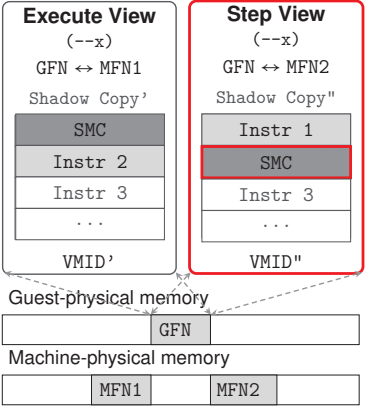 Execute View
(--x)
GFN ↔ MFN1
Shadow Copy'
SMC
Instr 2
Instr 3
...
VMID'
Step View
(--x)
GFN ↔ MFN2
Shadow Copy"
Instr 1
SMC
Instr 3
...
VMID"
Guest-physical memory
GFN
Machine-physical memory
MFN1
MFN2